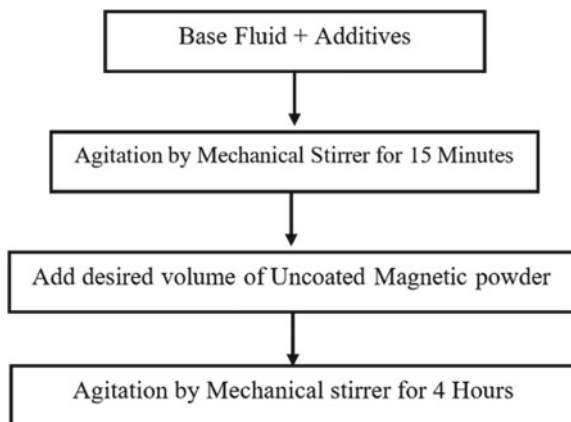 Base Fluid + Additives
Agitation by Mechanical Stirrer for 15 Minutes
Add desired volume of Uncoated Magnetic powder
Agitation by Mechanical stirrer for 4 Hours